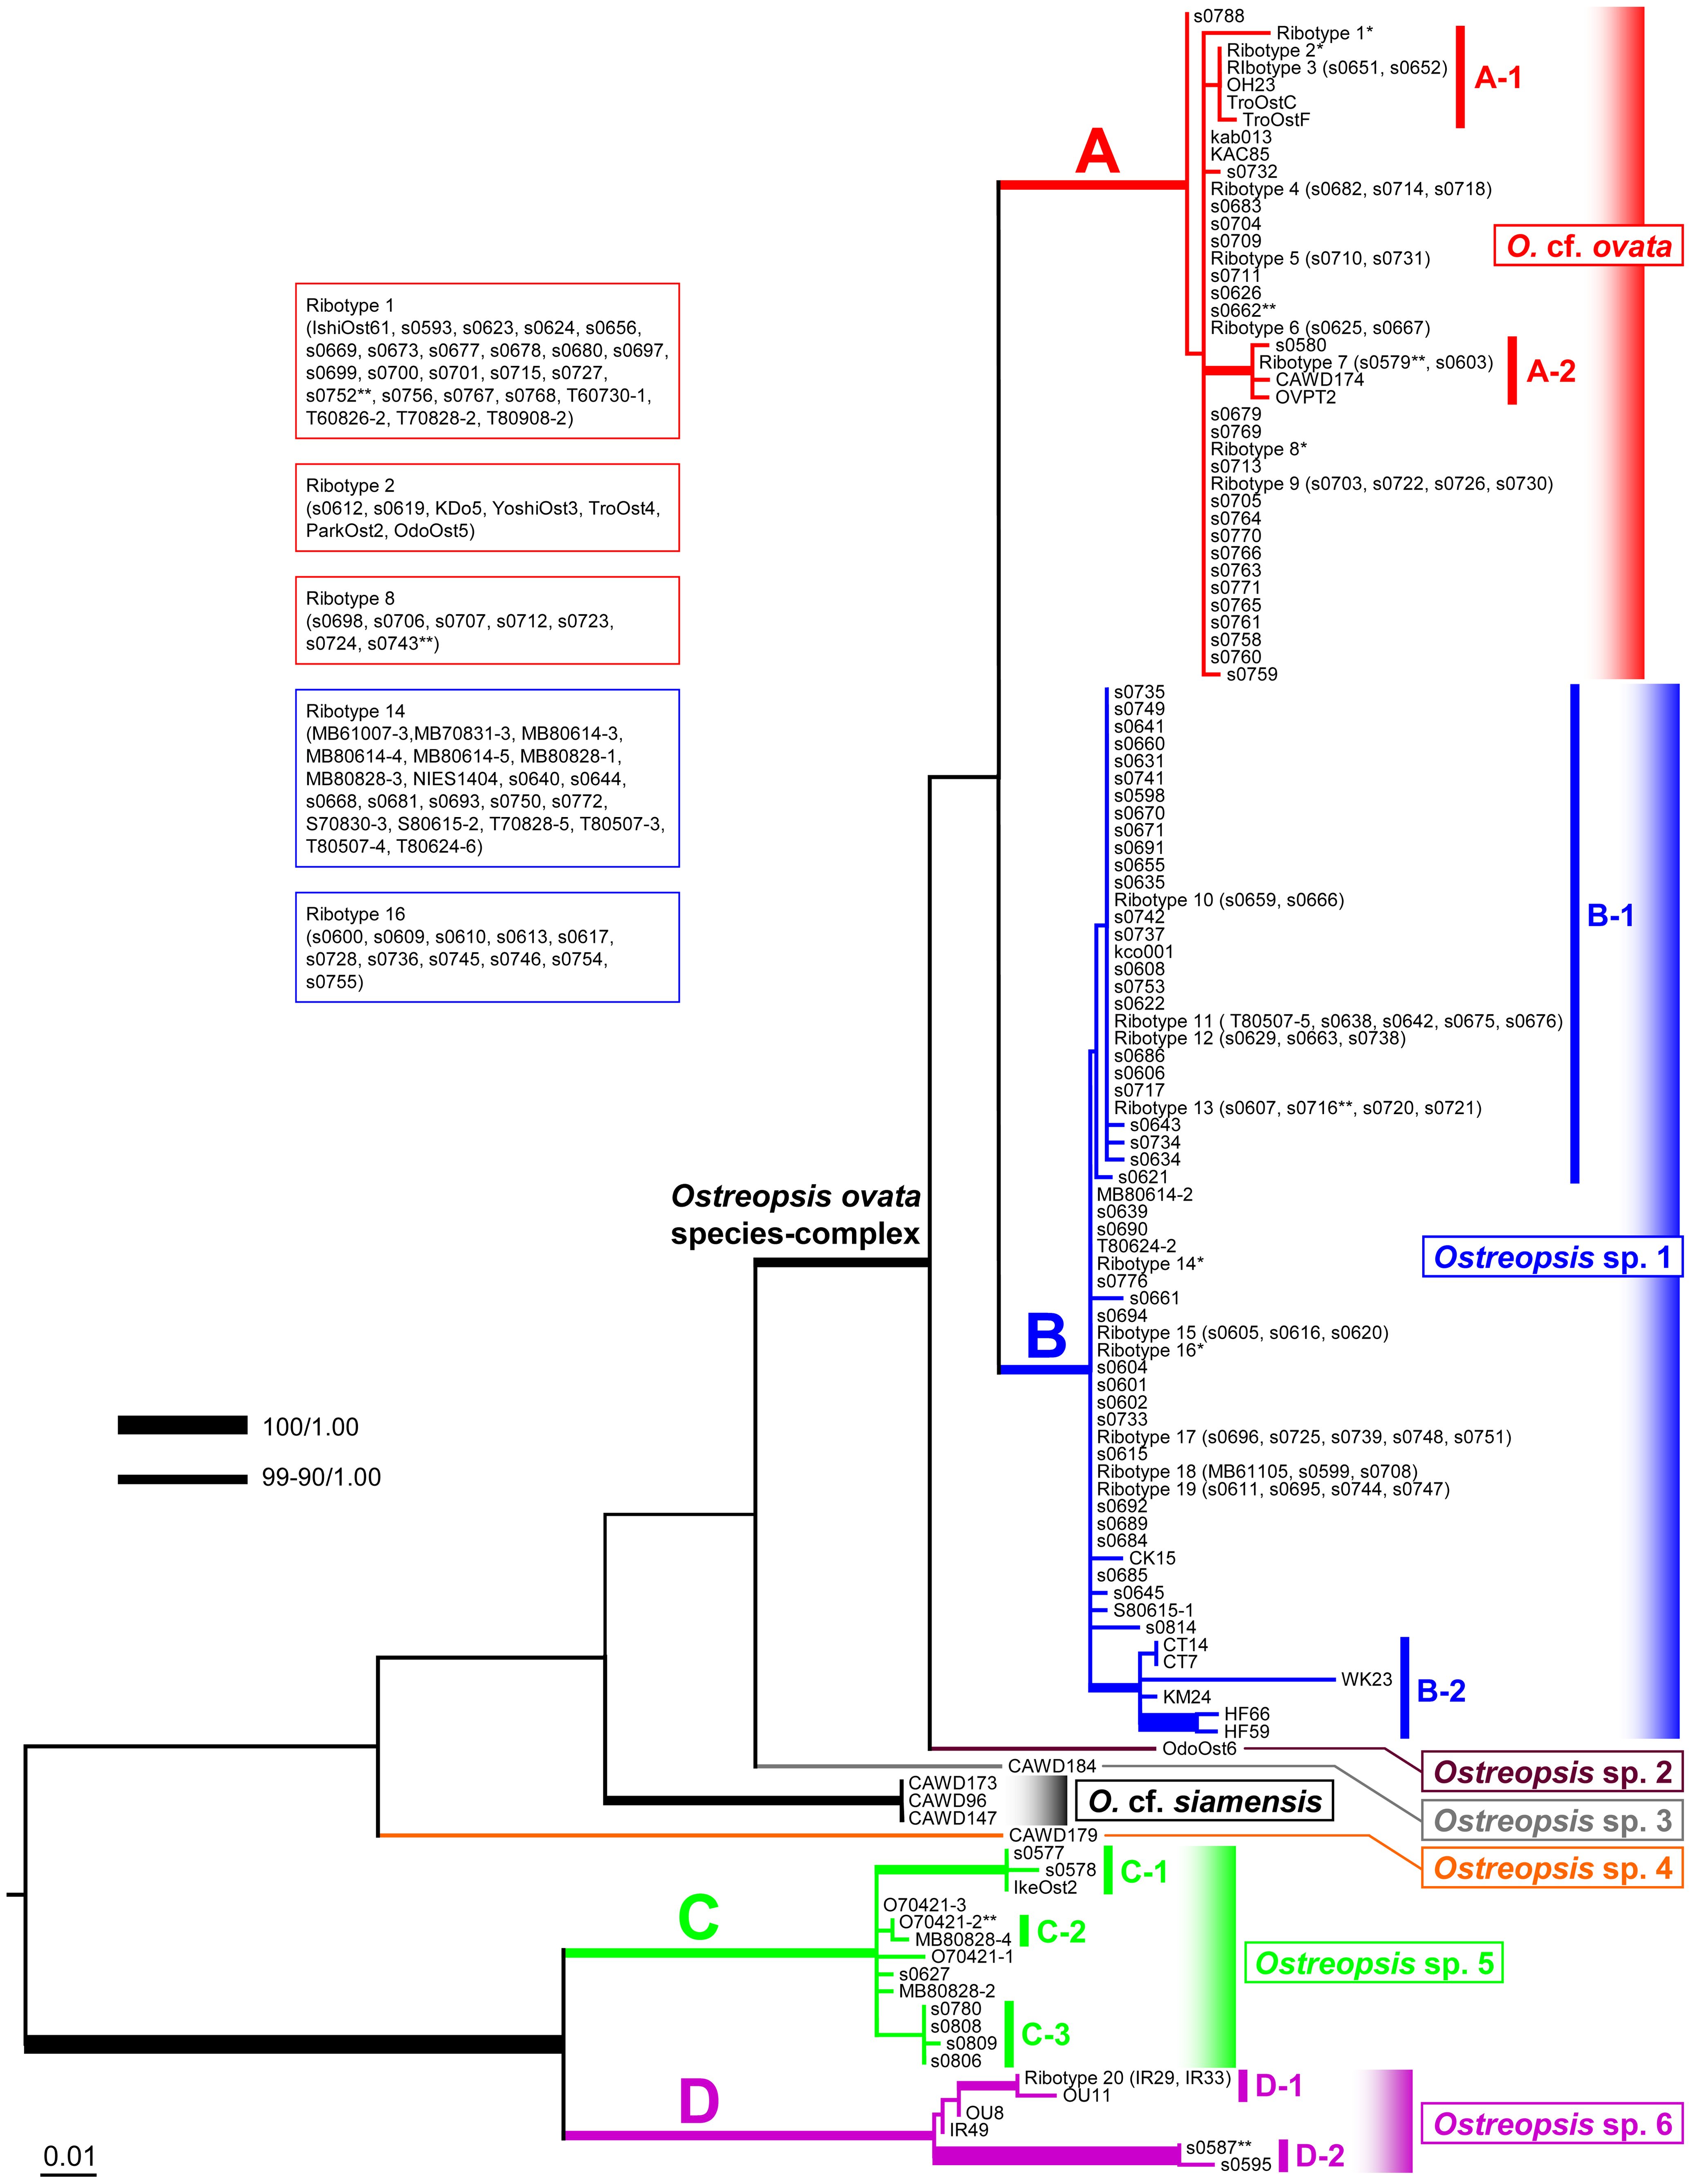 s0788
Ribotype 1*
Ribotype 2*
RIbotype 3 (s0651, s0652)
OH23
TroOstC
TroOstF
A-1
kab013
KAC85
s0732
Ribotype 4 (s0682, s0714, s0718)
s0683
s0704
s0709
Ribotype 5 (s0710, s0731)
s0711
s0626
s0662**
Ribotype 6 (s0625, s0667)
s0580
Ribotype 7 (s0579**, s0603)
CAWD174
OVPT2
A-2
s0679
s0769
Ribotype 8*
s0713
Ribotype 9 (s0703, s0722, s0726, s0730)
s0705
s0764
s0770
s0766
s0763
s0771
s0765
s0761
s0758
s0760
s0759
A
O. cf. ovata
Ribotype 1
(IshiOst61, s0593, s0623, s0624, s0656,
s0669, s0673, s0677, s0678, s0680, s0697,
s0699, s0700, s0701, s0715, s0727,
s0752**, s0756, s0767, s0768, T60730-1,
T60826-2, T70828-2, T80908-2)
Ribotype 2
(s0612, s0619, KDo5, YoshiOst3, TroOst4,
ParkOst2, OdoOst5)
Ribotype 8
(s0698, s0706, s0707, s0712, s0723,
s0724, s0743**)
Ribotype 14
(MB61007-3,MB70831-3, MB80614-3,
MB80614-4, MB80614-5, MB80828-1,
MB80828-3, NIES1404, s0640, s0644,
s0668, s0681, s0693, s0750, s0772,
S70830-3, S80615-2, T70828-5, T80507-3,
T80507-4, T80624-6)
Ribotype 16
(s0600, s0609, s0610, s0613, s0617,
s0728, s0736, s0745, s0746, s0754,
s0755)
s0735
s0749
s0641
s0660
s0631
s0741
s0598
s0670
s0671
s0691
s0655
s0635
Ribotype 10 (s0659, s0666)
s0742
s0737
kco001
s0608
s0753
s0622
Ribotype 11 ( T80507-5, s0638, s0642, s0675, s0676)
Ribotype 12 (s0629, s0663, s0738)
s0686
s0606
s0717
Ribotype 13 (s0607, s0716**, s0720, s0721)
s0643
s0734
s0634
s0621
B-1
MB80614-2
s0639
s0690
T80624-2
Ribotype 14*
s0776
s0661
s0694
Ribotype 15 (s0605, s0616, s0620)
Ribotype 16*
s0604
s0601
s0602
s0733
Ribotype 17 (s0696, s0725, s0739, s0748, s0751)
s0615
Ribotype 18 (MB61105, s0599, s0708)
Ribotype 19 (s0611, s0695, s0744, s0747)
s0692
s0689
s0684
CK15
s0685
s0645
S80615-1
s0814
CT14
CT7
WK23
KM24
HF66
HF59
B-2
B
Ostreopsis sp. 1
Ostreopsis ovata
species-complex
100/1.00
99-90/1.00
OdoOst6
Ostreopsis sp. 2
CAWD184
Ostreopsis sp. 3
CAWD173
CAWD96
CAWD147
O. cf. siamensis
CAWD179
Ostreopsis sp. 4
s0577
s0578
IkeOst2
C-1
O70421-3
O70421-2**
MB80828-4
C-2
O70421-1
s0627
MB80828-2
s0780
s0808
s0809
s0806
C-3
C
Ostreopsis sp. 5
Ribotype 20 (IR29, IR33)
OU11
D-1
OU8
IR49
s0587**
s0595
D-2
D
Ostreopsis sp. 6
0.01